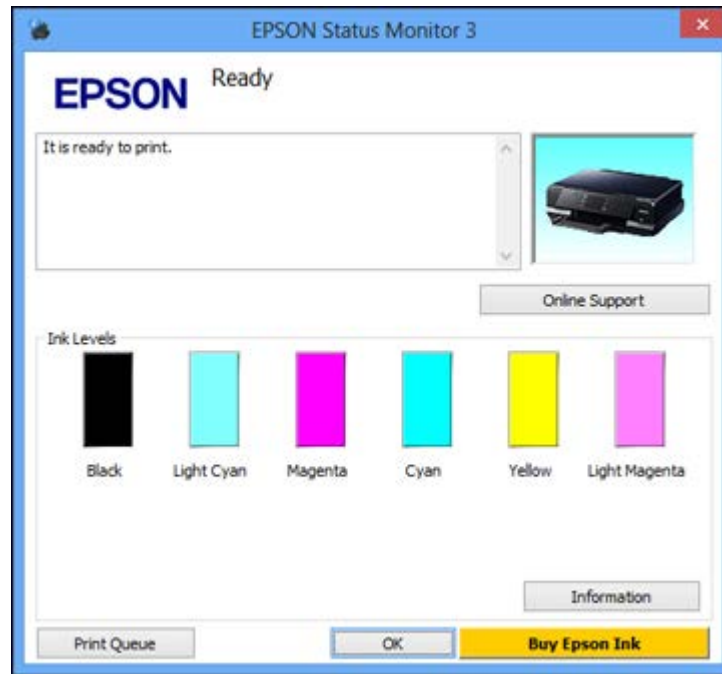 EPSON Status Monitor 3
EPSON
Ready
It is ready to print.
Online Support
Ink Levels
Black
Light Cyan
Magenta
Cyan
Yellow
Light Magenta
Information
Print Queue
OK
Buy Epson Ink